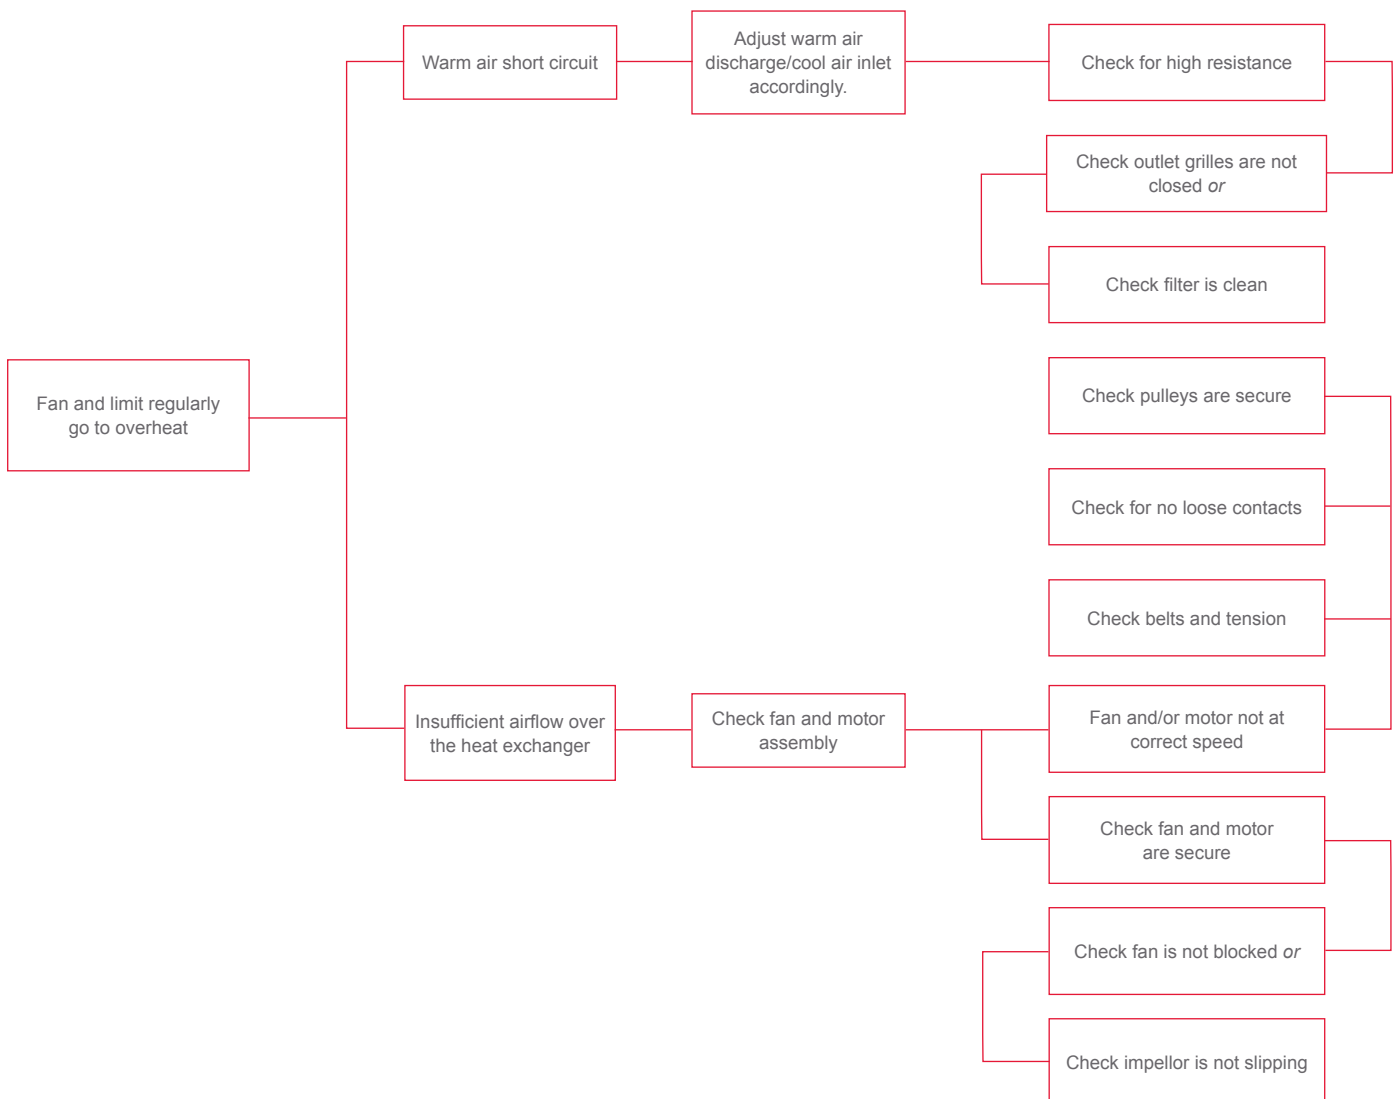 Warm air short circuit
Adjust warm air
discharge/cool air inlet
accordingly.
Check for high resistance
Check outlet grilles are not
closed or
Check filter is clean
Fan and limit regularly
go to overheat
Check pulleys are secure
Check for no loose contacts
Check belts and tension
Insufficient airflow over
the heat exchanger
Check fan and motor
assembly
Fan and/or motor not at
correct speed
Check fan and motor
are secure
Check fan is not blocked or
Check impellor is not slipping